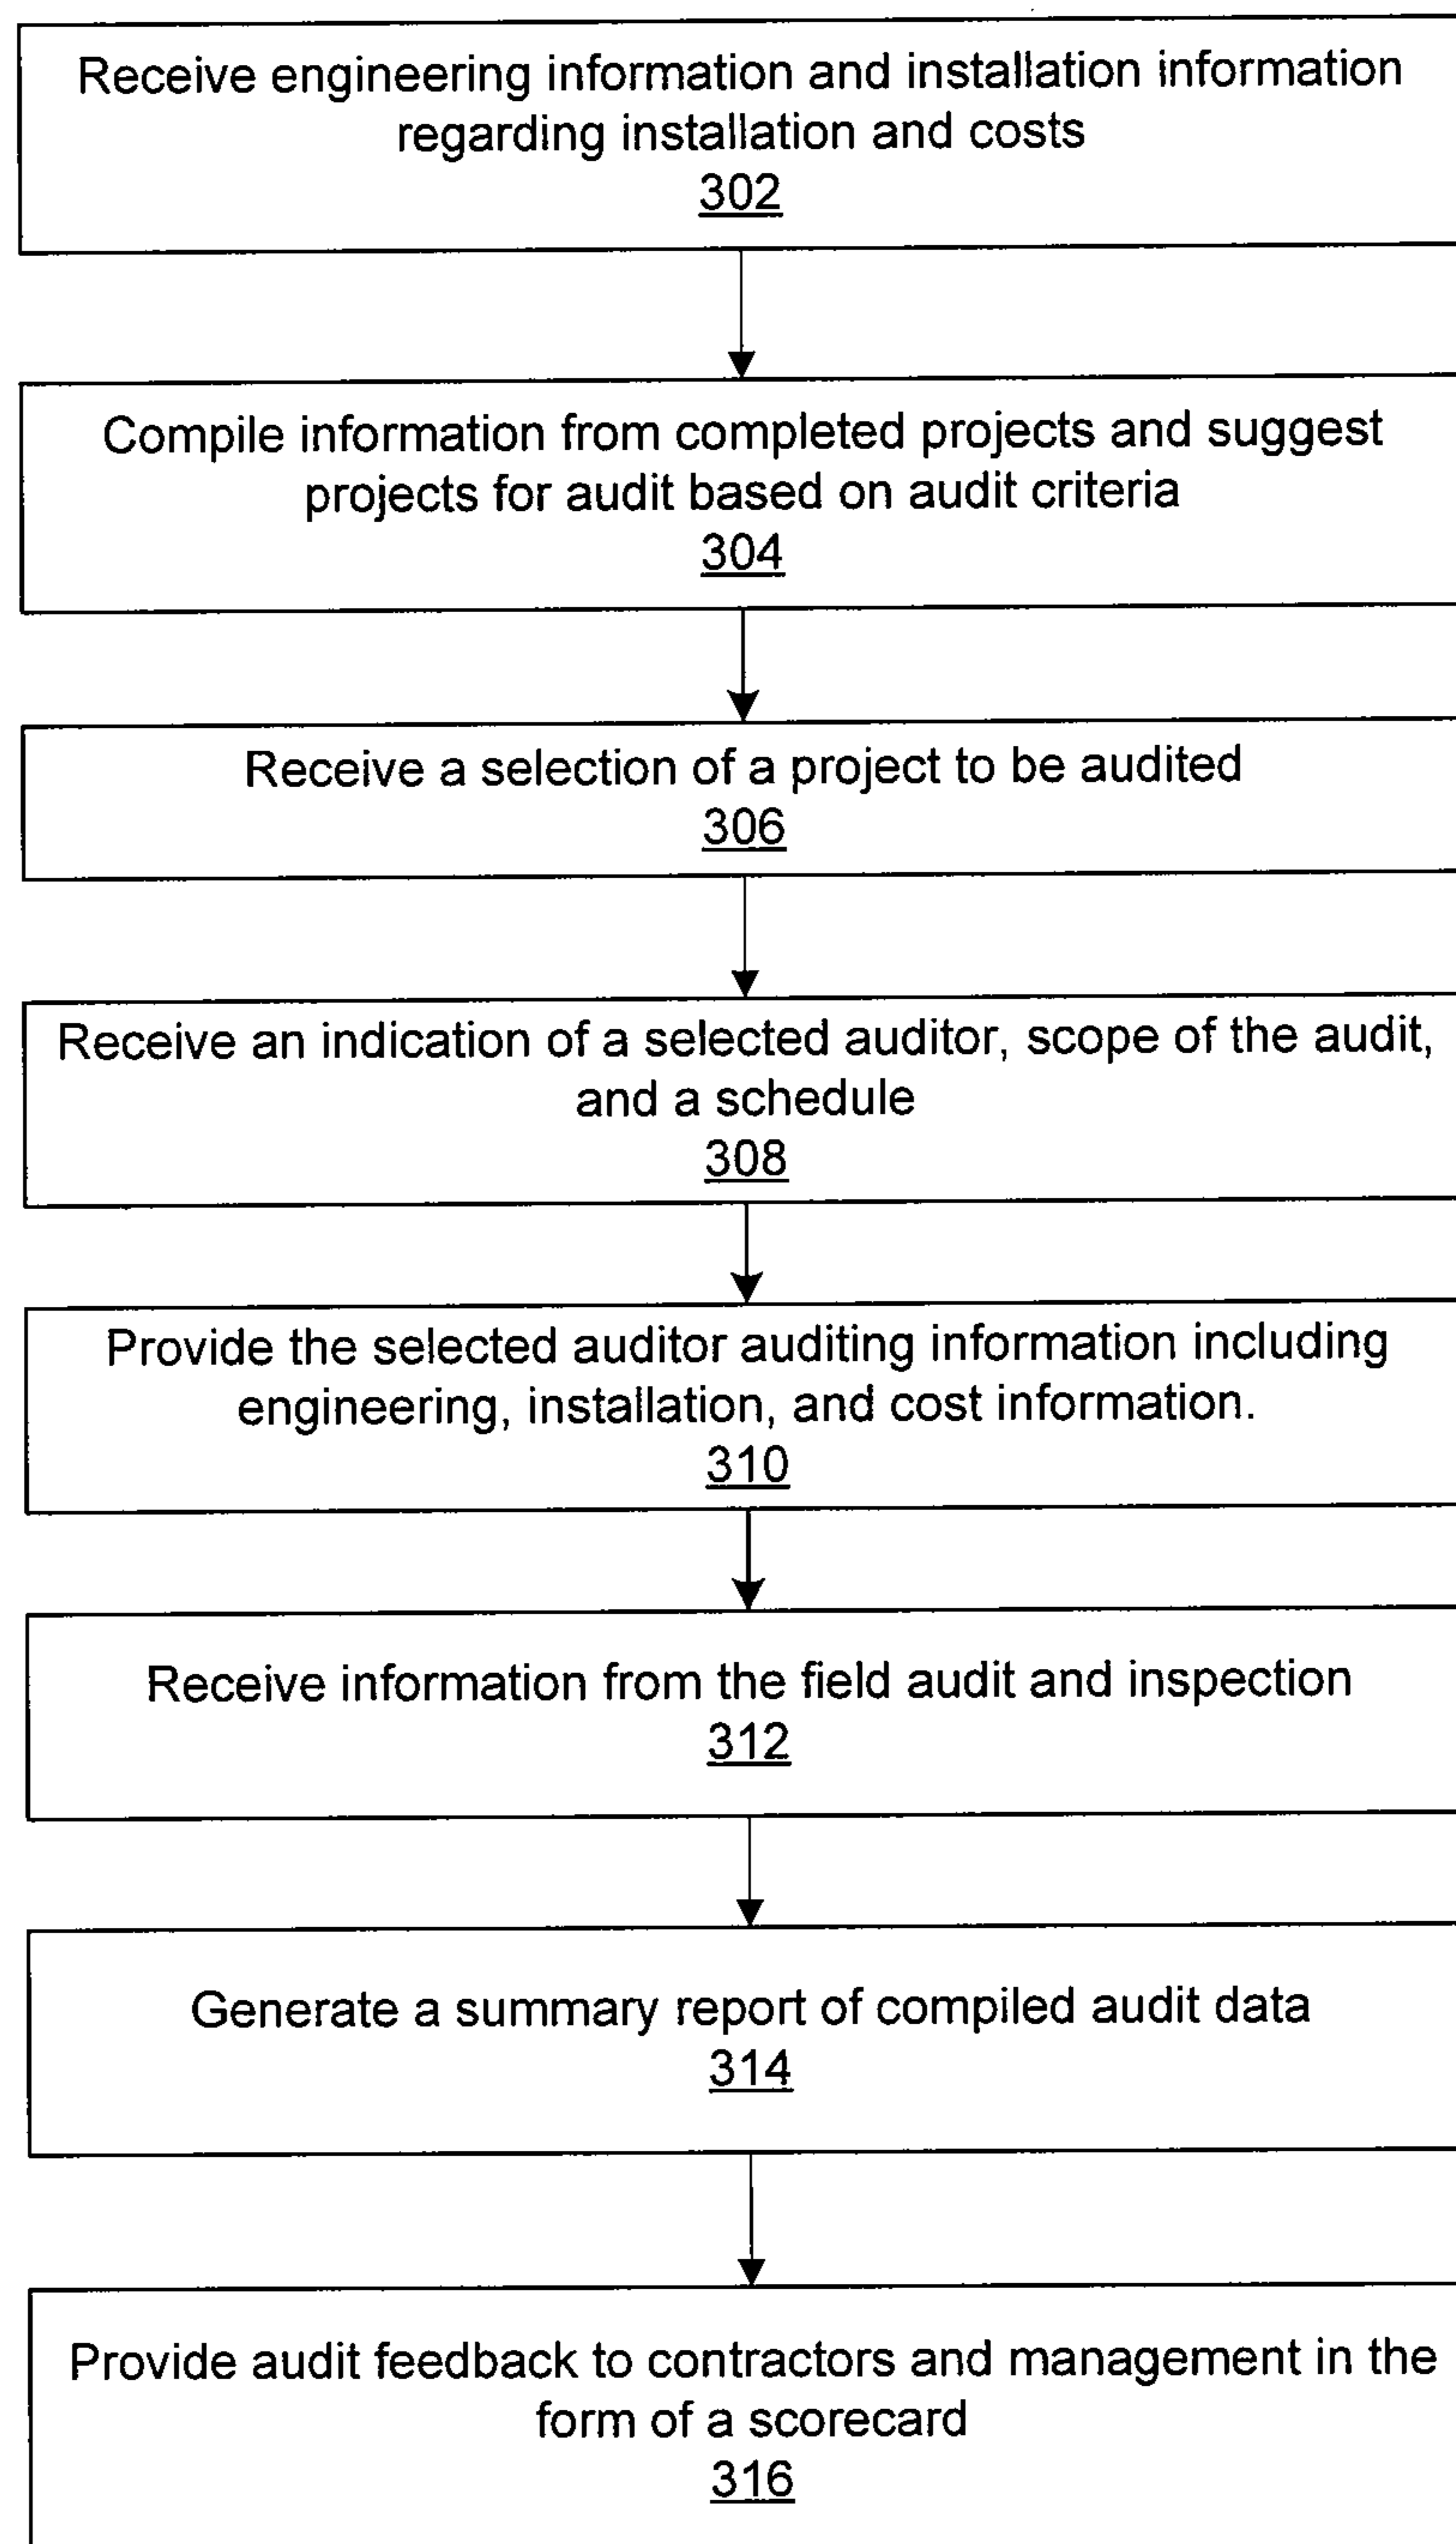 Receive engineering information and installation information
regarding installation and costs
302
Compile information from completed projects and suggest
projects for audit based on audit criteria
304
Receive a selection of a project to be audited
306
Receive an indication of a selected auditor, scope of the audit,
and a schedule
308
Provide the selected auditor auditing information including
engineering, installation, and cost information.
310
Receive information from the field audit and inspection
312
Generate a summary report of compiled audit data
314
Provide audit feedback to contractors and management in the
form of a scorecard
316